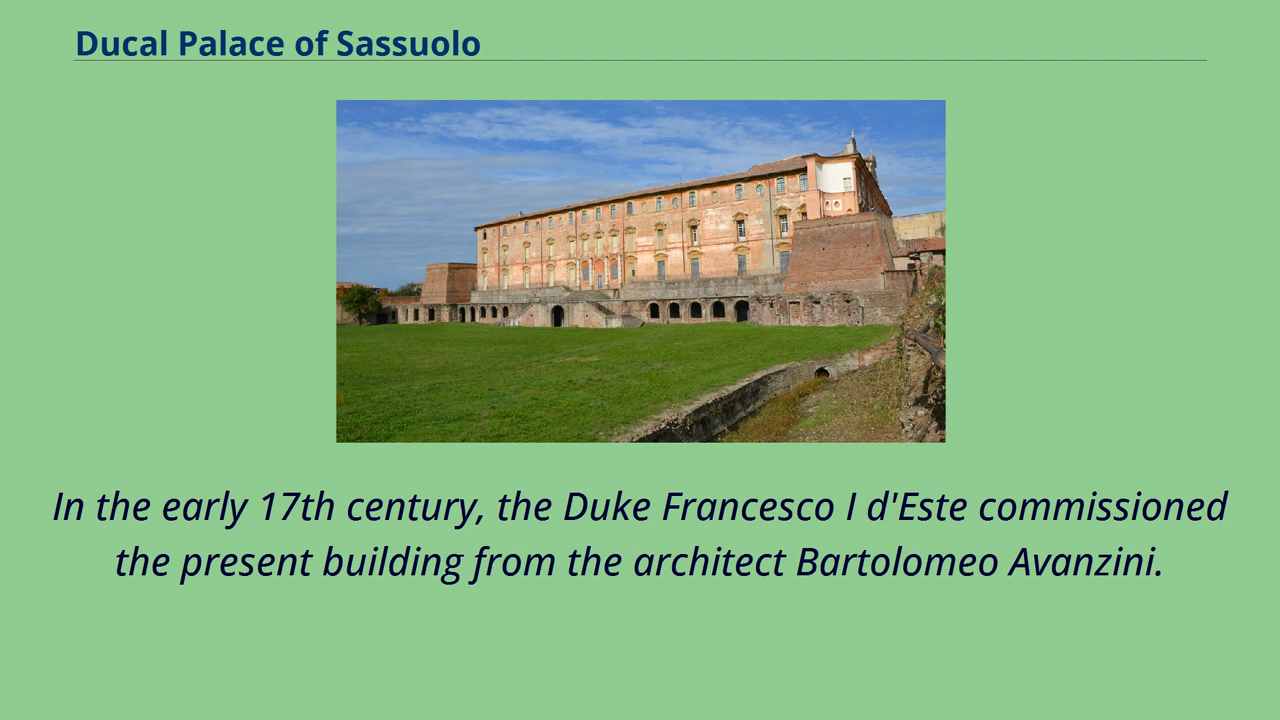 Ducal Palace of Sassuolo
In the early 17th century, the Duke Francesco I d'Este commissioned
the present building from the architect Bartolomeo Avanzini.